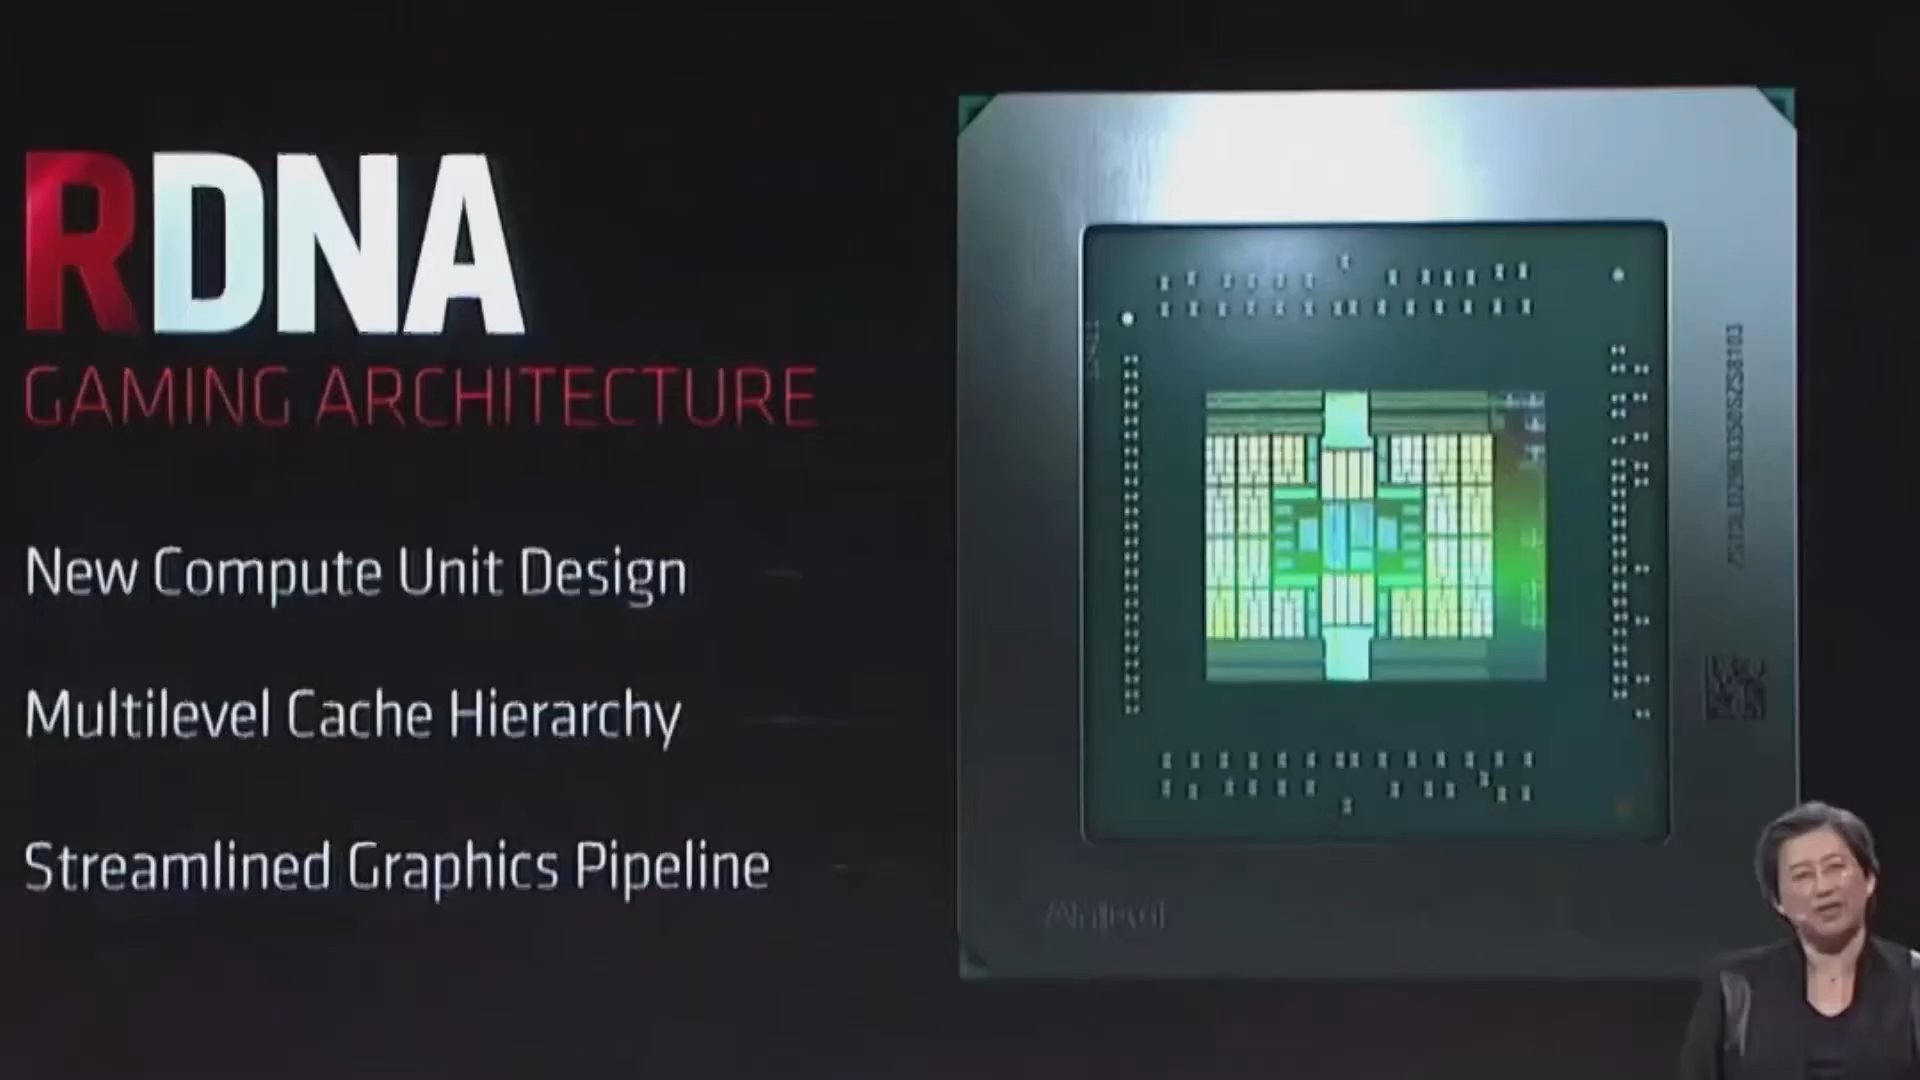 RDNA
GAMING ARCHITECTURE
New Compute Unit Design
Multilevel Cache Hierarchy
Streamlined Graphics Pipeline